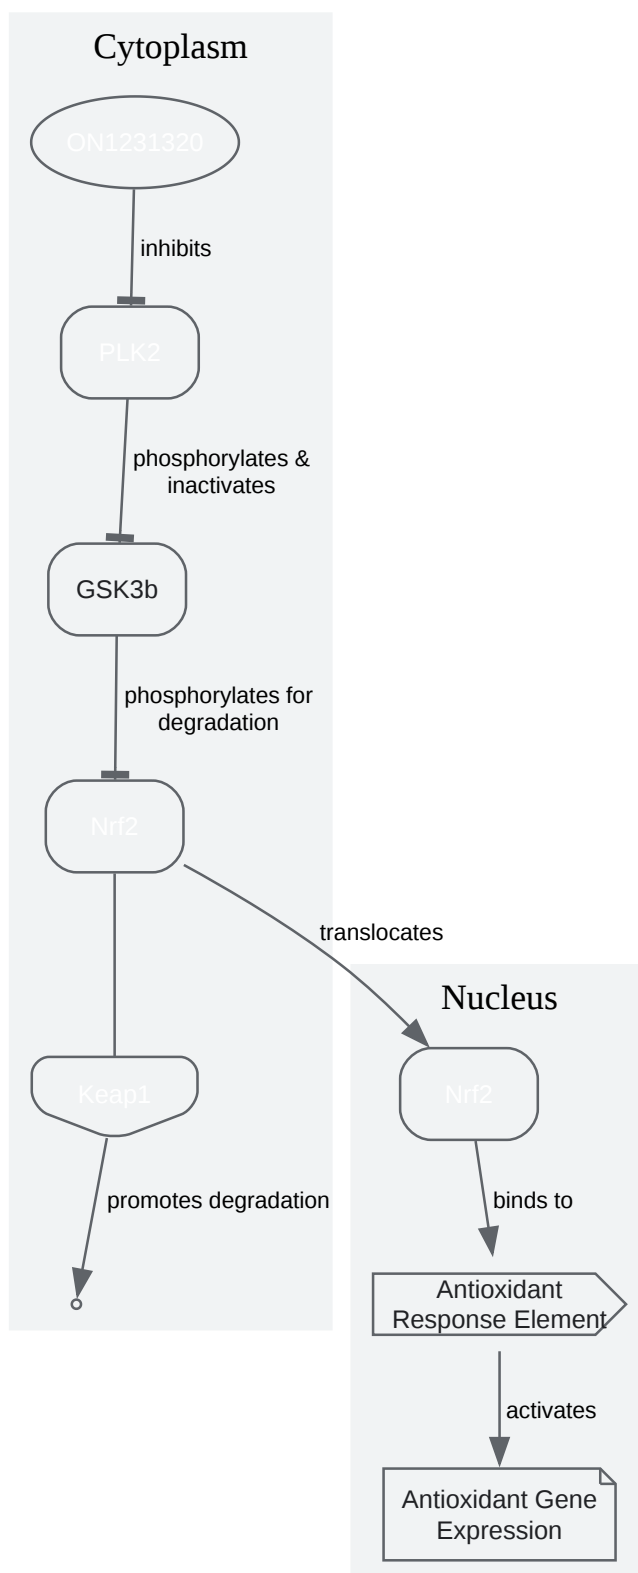 Cytoplasm
ON1231320
inhibits
PLK2
phosphorylates &
inactivates
GSK3b
phosphorylates for
degradation
Nrf2
translocates
Keap1
promotes degradation
Nucleus
Nrf2
binds to
Antioxidant
Response Element
activates
Antioxidant Gene
Expression